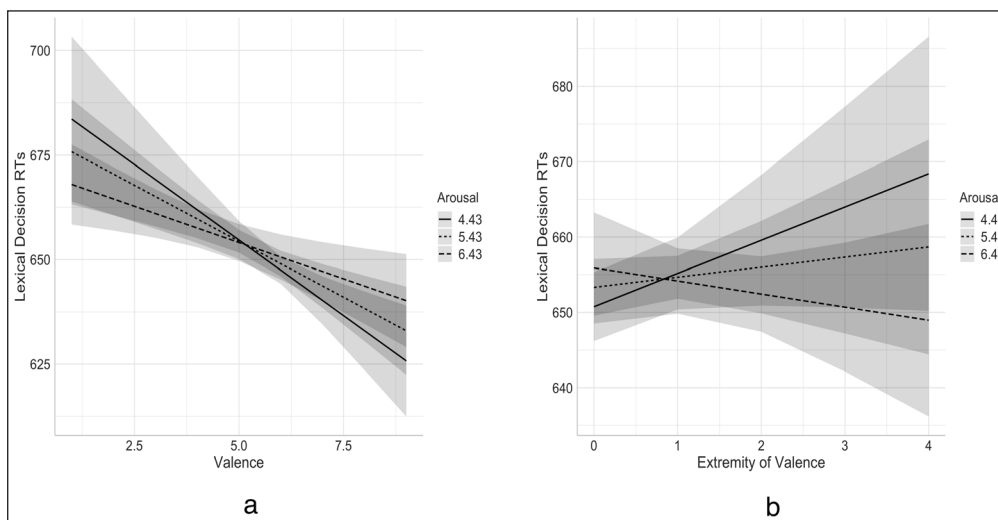 700
675
650
625
Lexical Decision RTs
2.5 5.0 7.5
Valence
Arousal
4.43
5.43
6.43
a
680
670
660
650
640
Lexical Decision RTs
0 1 2 3 4
Extremity of Valence
Arousa
4.4
5.4
6.4
b